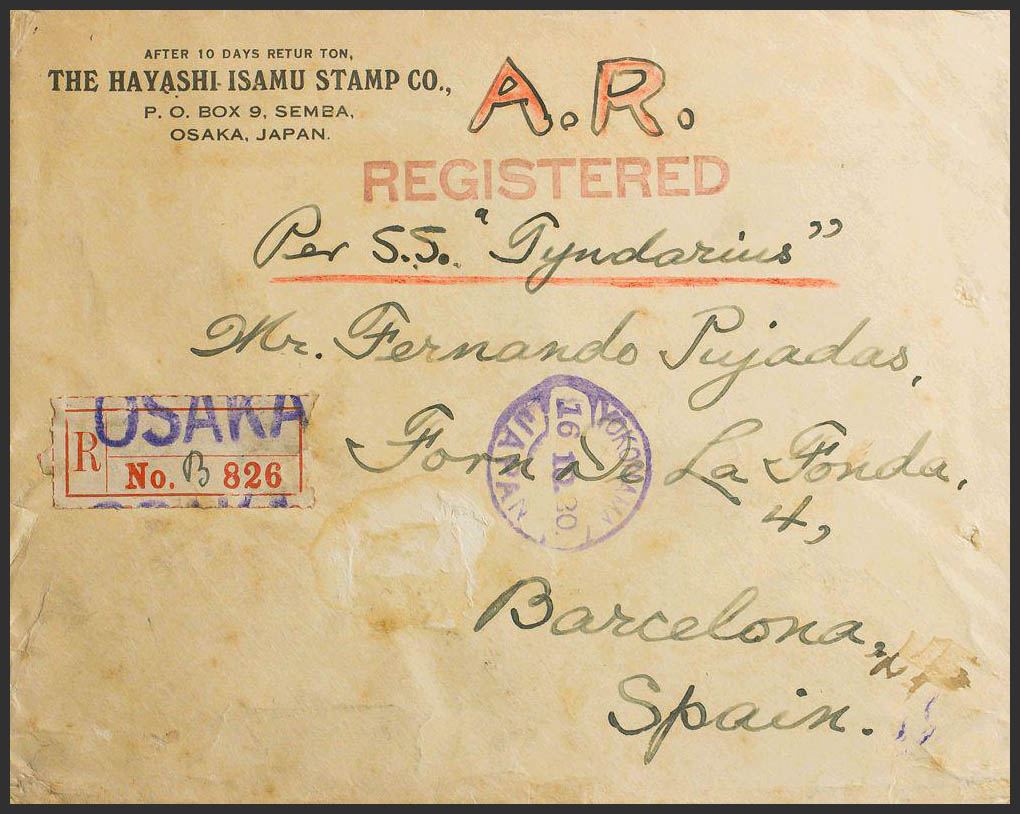 AFTER 10 DAYS RETUR TON,
THE HAYASHI ISAMU STAMP CO.,
P. O. BOX 9, SEMBA,
OSAKA, JAPAN.
A.R.
REGISTERED
Per S.S. "Tyndarius"
Mr. Fernando Pujadas,
OSAKA
R
No. B 826
YOKOHAMA
16.12.30.
JAPAN
Forn De La Fonda,
4,
Barcelona,
Spain.